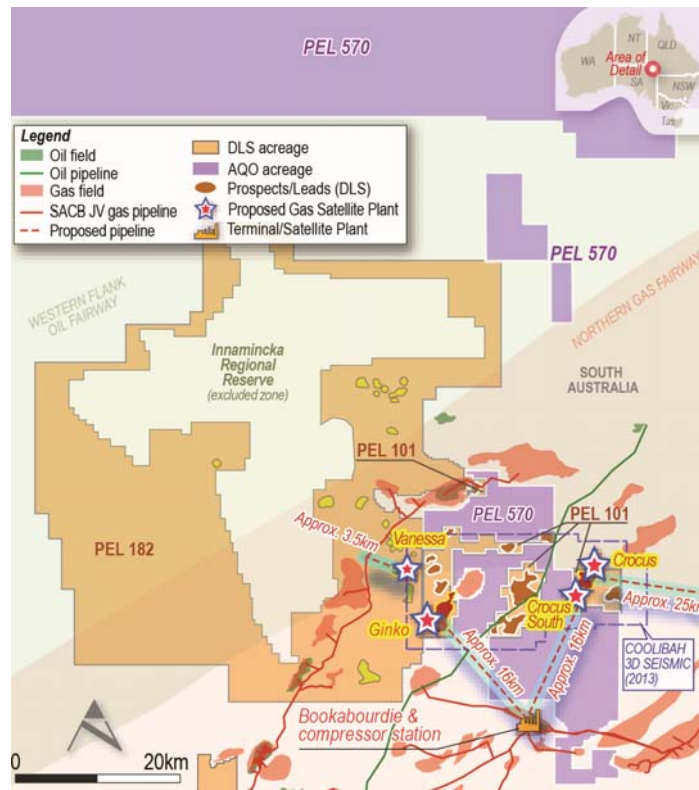 PEL 570
NT
QLD
WA
Area of
Detail
SA
NSW
Vic
Tas
Legend
Oil field
Oil pipeline
Gas field
SACB JV gas pipeline
Proposed pipeline
DLS acreage
AQO acreage
Prospects/Leads (DLS)
Proposed Gas Satellite Plant
Terminal/Satellite Plant
PEL 570
WESTERN FLANK
OIL FAIRWAY
NORTHERN GAS FAIRWAY
Innamincka
Regional
Reserve
(excluded zone)
SOUTH
AUSTRALIA
PEL 101
PEL 570
PEL 101
Approx. 3.5km
Vanessa
PEL 182
Crocus
Approx. 25km
Crocus
South
Ginko
Approx. 16km
Approx. 16km
COOLIBAH
3D SEISMIC
(2013)
Bookabourdie &
compressor station
0 20km